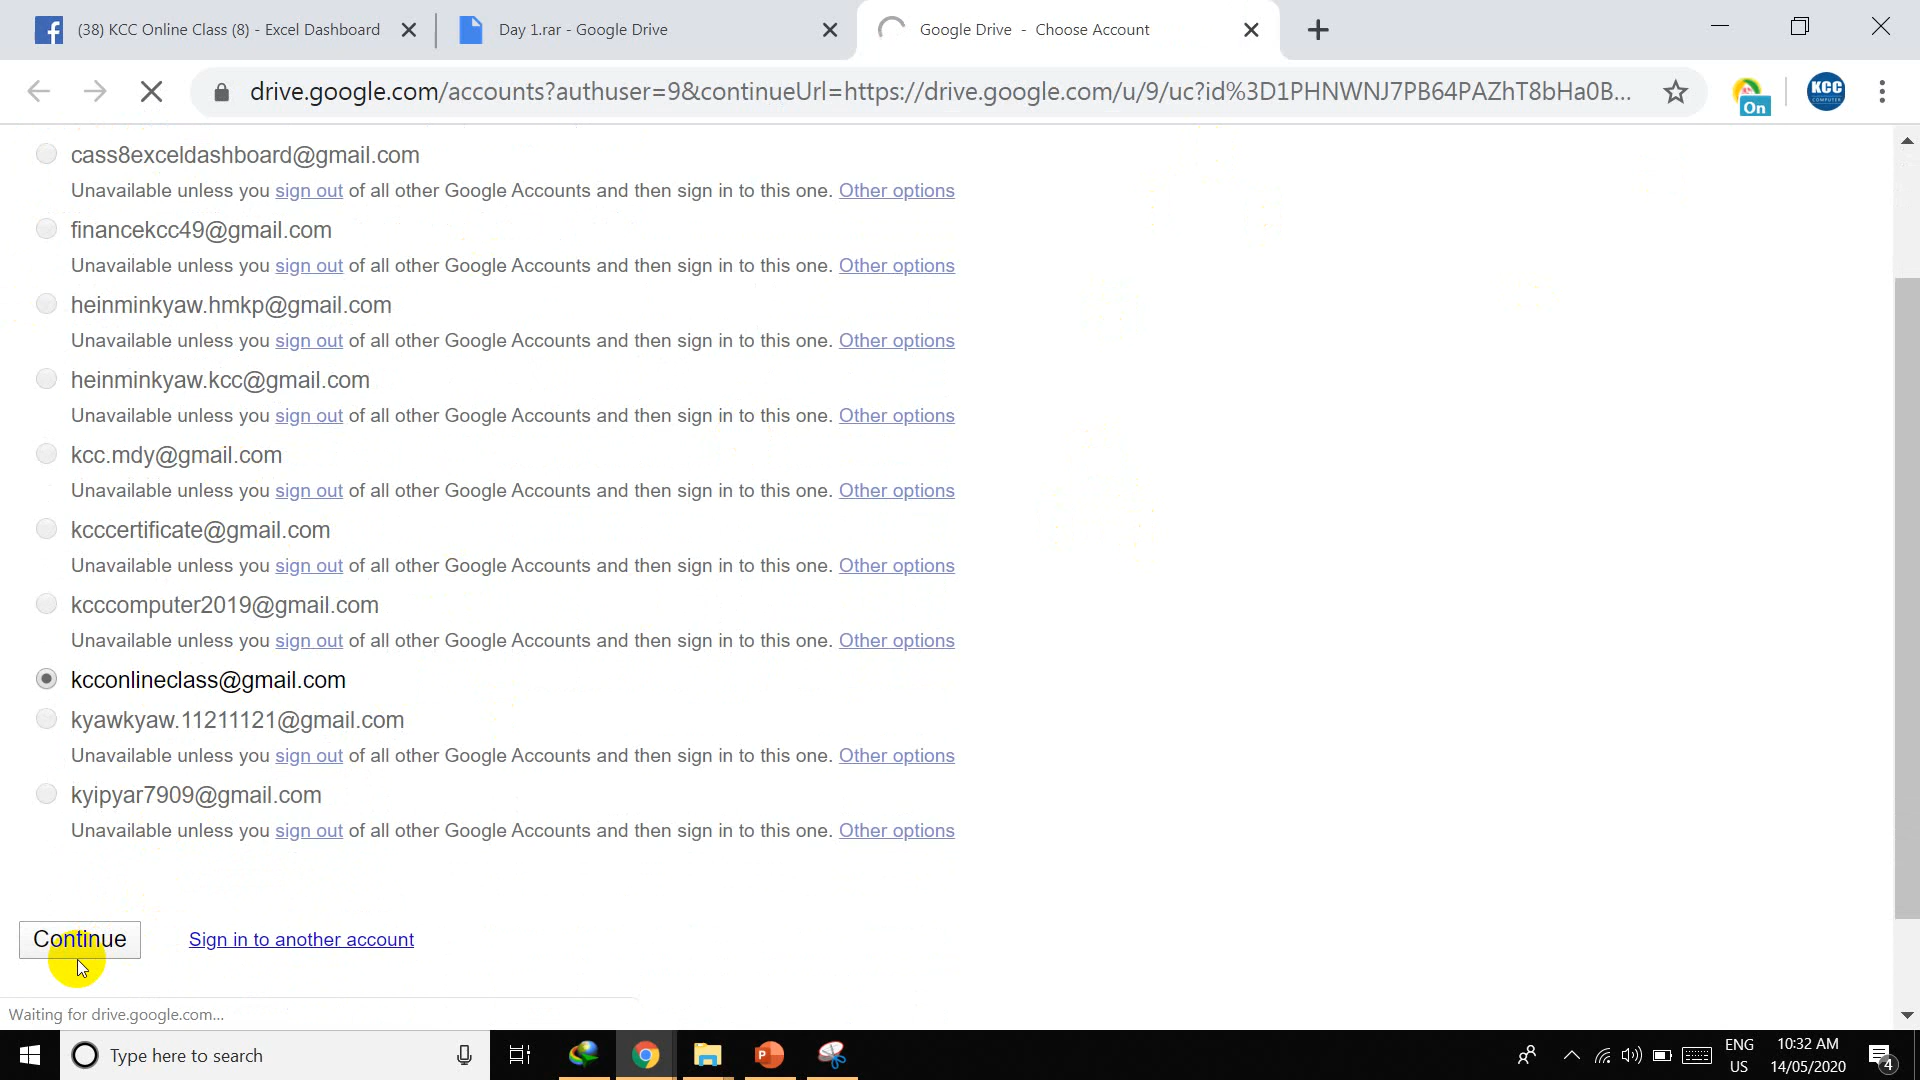 (38) KCC Online Class (8) - Excel Dashboard
Day 1.rar - Google Drive
Google Drive - Choose Account
drive.google.com/accounts?authuser=9&continueUrl=https://drive.google.com/u/9/uc?id%3D1PHNWNJ7PB64PAZhT8bHa0B...
On
KCC
COMPUTER
cass8exceldashboard@gmail.com
Unavailable unless you sign out of all other Google Accounts and then sign in to this one. Other options
financekcc49@gmail.com
Unavailable unless you sign out of all other Google Accounts and then sign in to this one. Other options
heinminkyaw.hmkp@gmail.com
Unavailable unless you sign out of all other Google Accounts and then sign in to this one. Other options
heinminkyaw.kcc@gmail.com
Unavailable unless you sign out of all other Google Accounts and then sign in to this one. Other options
kcc.mdy@gmail.com
Unavailable unless you sign out of all other Google Accounts and then sign in to this one. Other options
kcccertificate@gmail.com
Unavailable unless you sign out of all other Google Accounts and then sign in to this one. Other options
kcccomputer2019@gmail.com
Unavailable unless you sign out of all other Google Accounts and then sign in to this one. Other options
kcconlineclass@gmail.com
kyawkyaw.11211121@gmail.com
Unavailable unless you sign out of all other Google Accounts and then sign in to this one. Other options
kyipyar7909@gmail.com
Unavailable unless you sign out of all other Google Accounts and then sign in to this one. Other options
Continue
Sign in to another account
Waiting for drive.google.com...
Type here to search
ENG
US
10:32 AM
14/05/2020
4